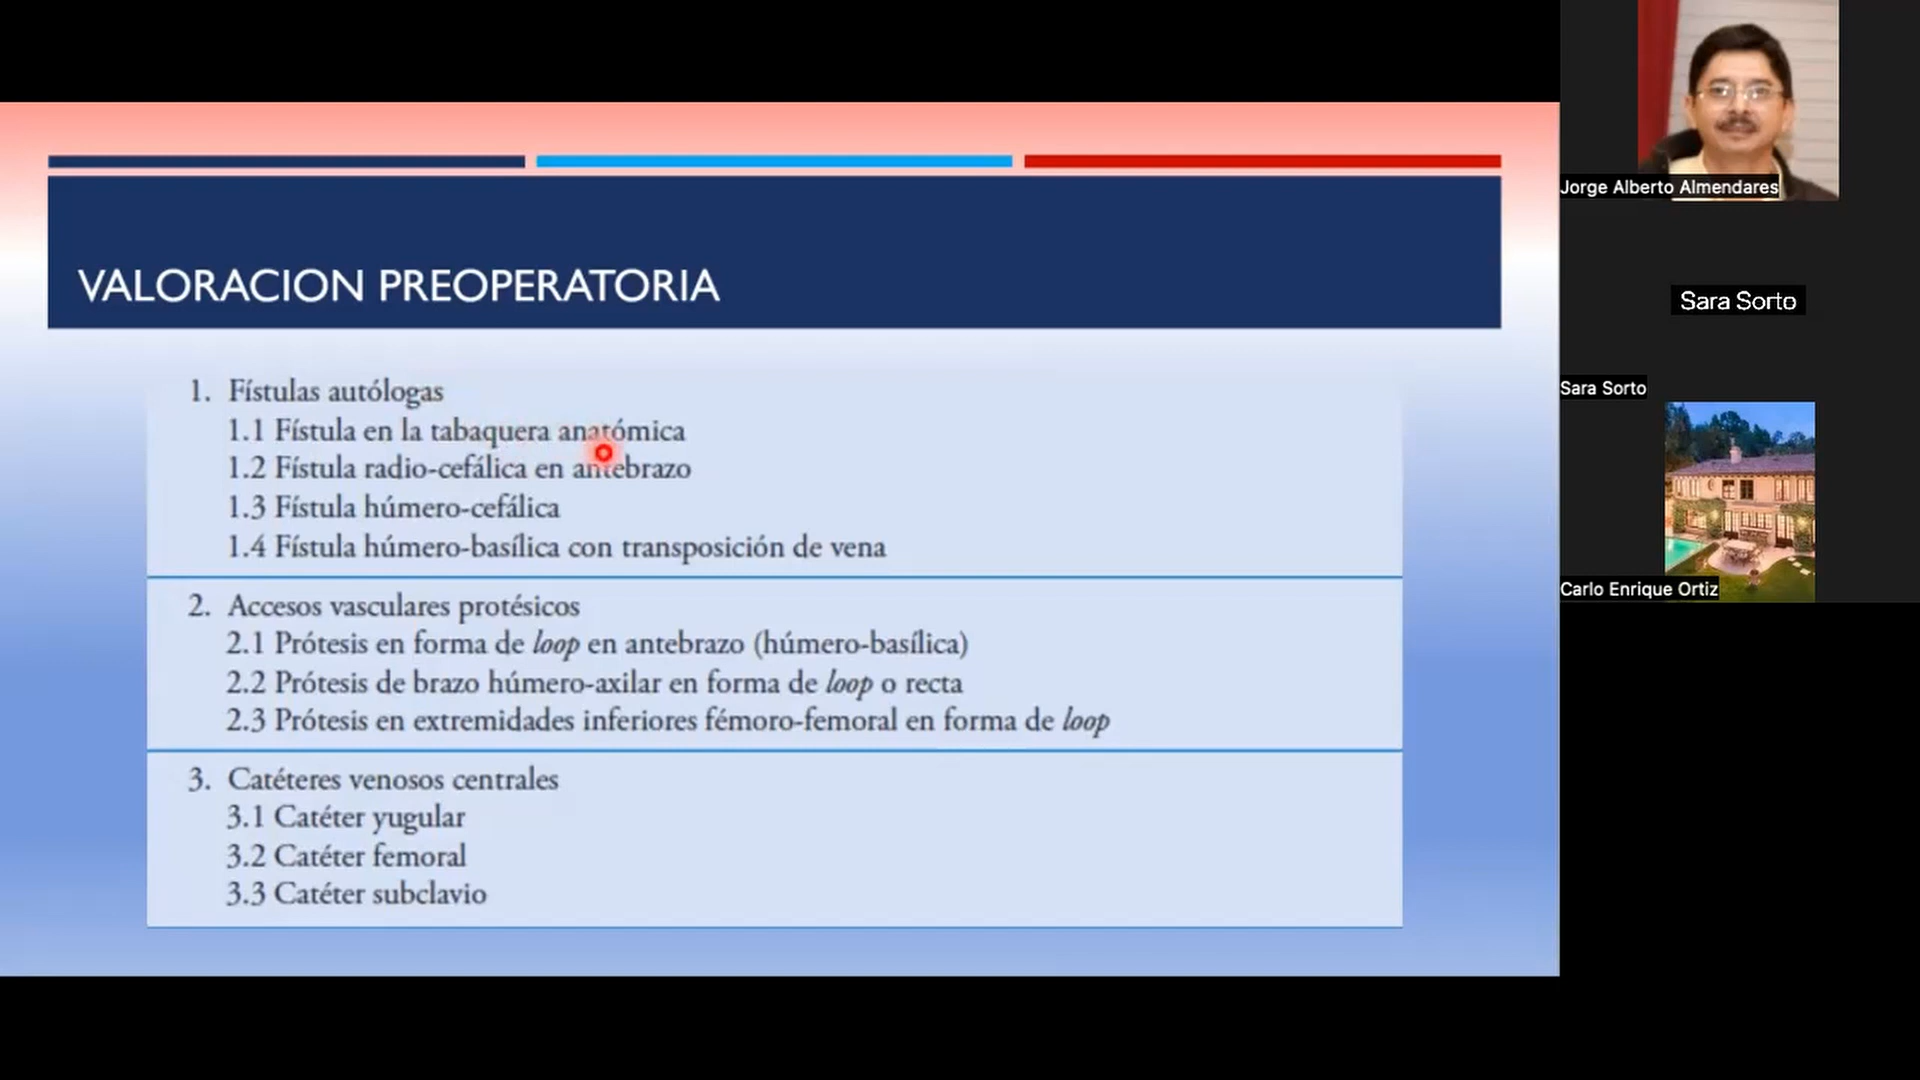 VALORACION PREOPERATORIA
1. Fístulas autólogas
1.1 Fístula en la tabaquera anatómica
1.2 Fístula radio-cefálica en antebrazo
1.3 Fístula húmero-cefálica
1.4 Fístula húmero-basílica con transposición de vena
2. Accesos vasculares protésicos
2.1 Prótesis en forma de loop en antebrazo (húmero-basílica)
2.2 Prótesis de brazo húmero-axilar en forma de loop o recta
2.3 Prótesis en extremidades inferiores fémoro-femoral en forma de loop
3. Catéteres venosos centrales
3.1 Catéter yugular
3.2 Catéter femoral
3.3 Catéter subclavio
Jorge Alberto Almendares
Sara Sorto
Sara Sorto
Carlo Enrique Ortiz